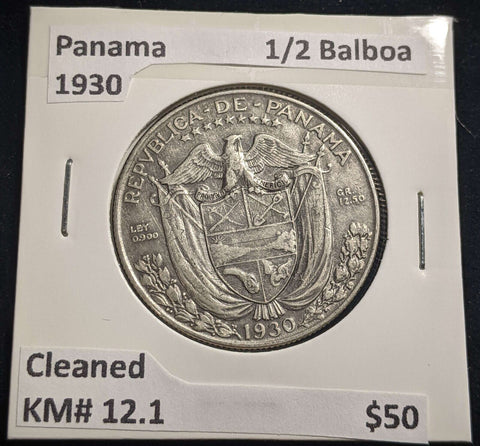 Panama 1/2 Balboa
1930
REPVBLICA-DE-PANAMA
LEY
0.900
GR.
12.50
1930
Cleaned
KM# 12.1 $50